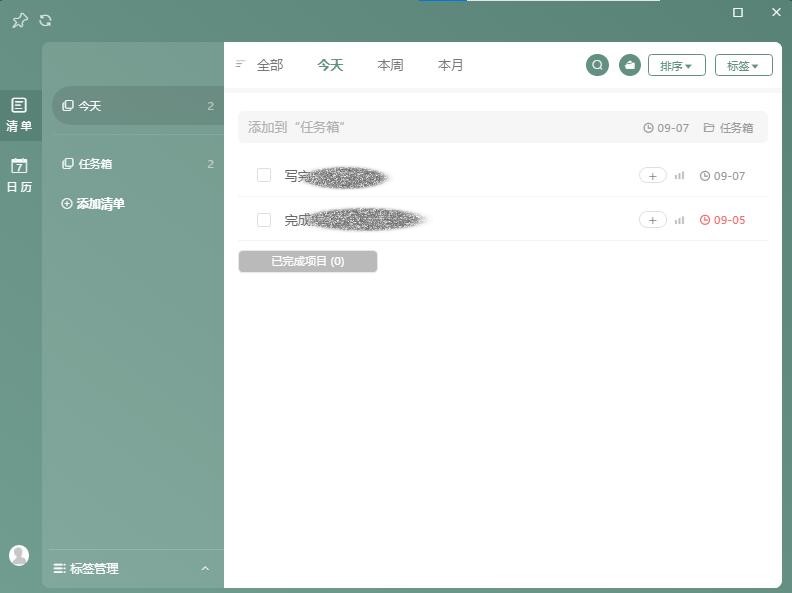 全部 今天 本周 本月 排序 标签
清单
7
日历
今天 2
任务箱 2
添加清单
标签管理
添加到“任务箱” 09-07 任务箱
写完 + 09-07
完成 + 09-05
已完成项目 (0)